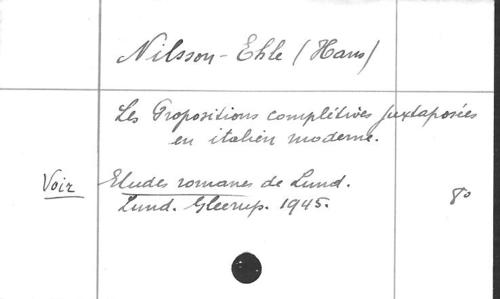 Nilsson-Ehle (Hans)
Les Propositions complétives juxtaposées
en italien moderne.
Voir Etudes romanes de Lund.
Lund. Gleerup. 1945. 8°